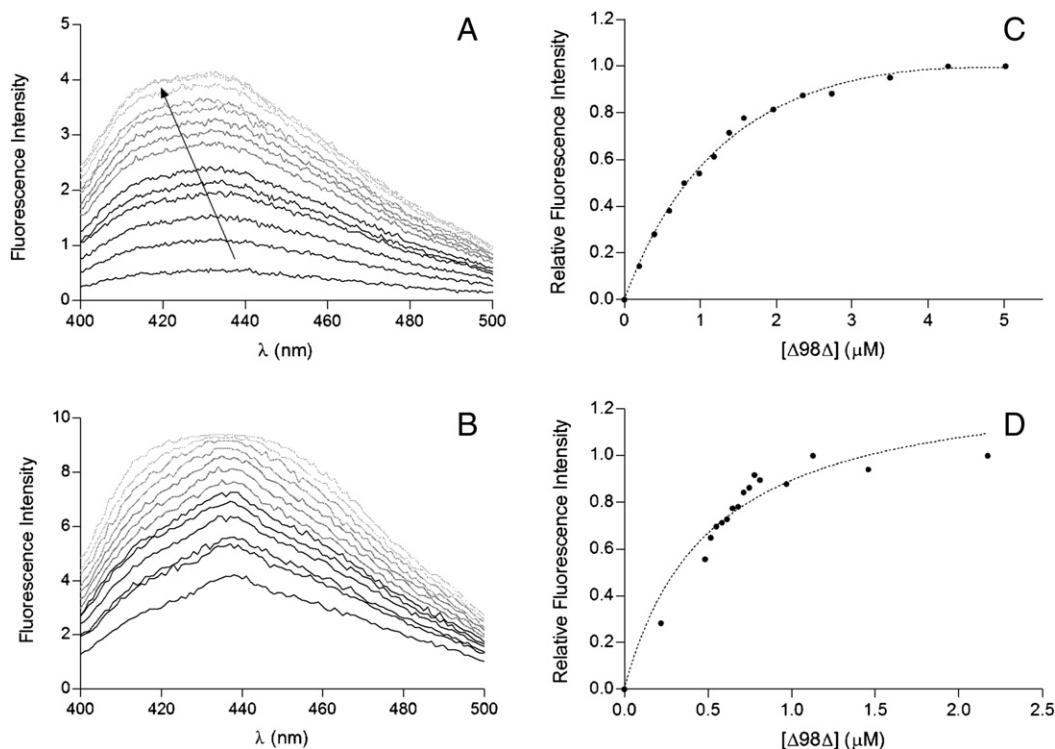 A
Fluorescence Intensity
5
4
3
2
1
0
400 420 440 460 480 500
λ (nm)
C
Relative Fluorescence Intensity
1.2
1.0
0.8
0.6
0.4
0.2
0.0
0 1 2 3 4 5
[Δ98Δ] (μM)
B
Fluorescence Intensity
10
8
6
4
2
0
400 420 440 460 480 500
λ (nm)
D
Relative Fluorescence Intensity
1.2
1.0
0.8
0.6
0.4
0.2
0.0
0.0 0.5 1.0 1.5 2.0 2.5
[Δ98Δ] (μM)